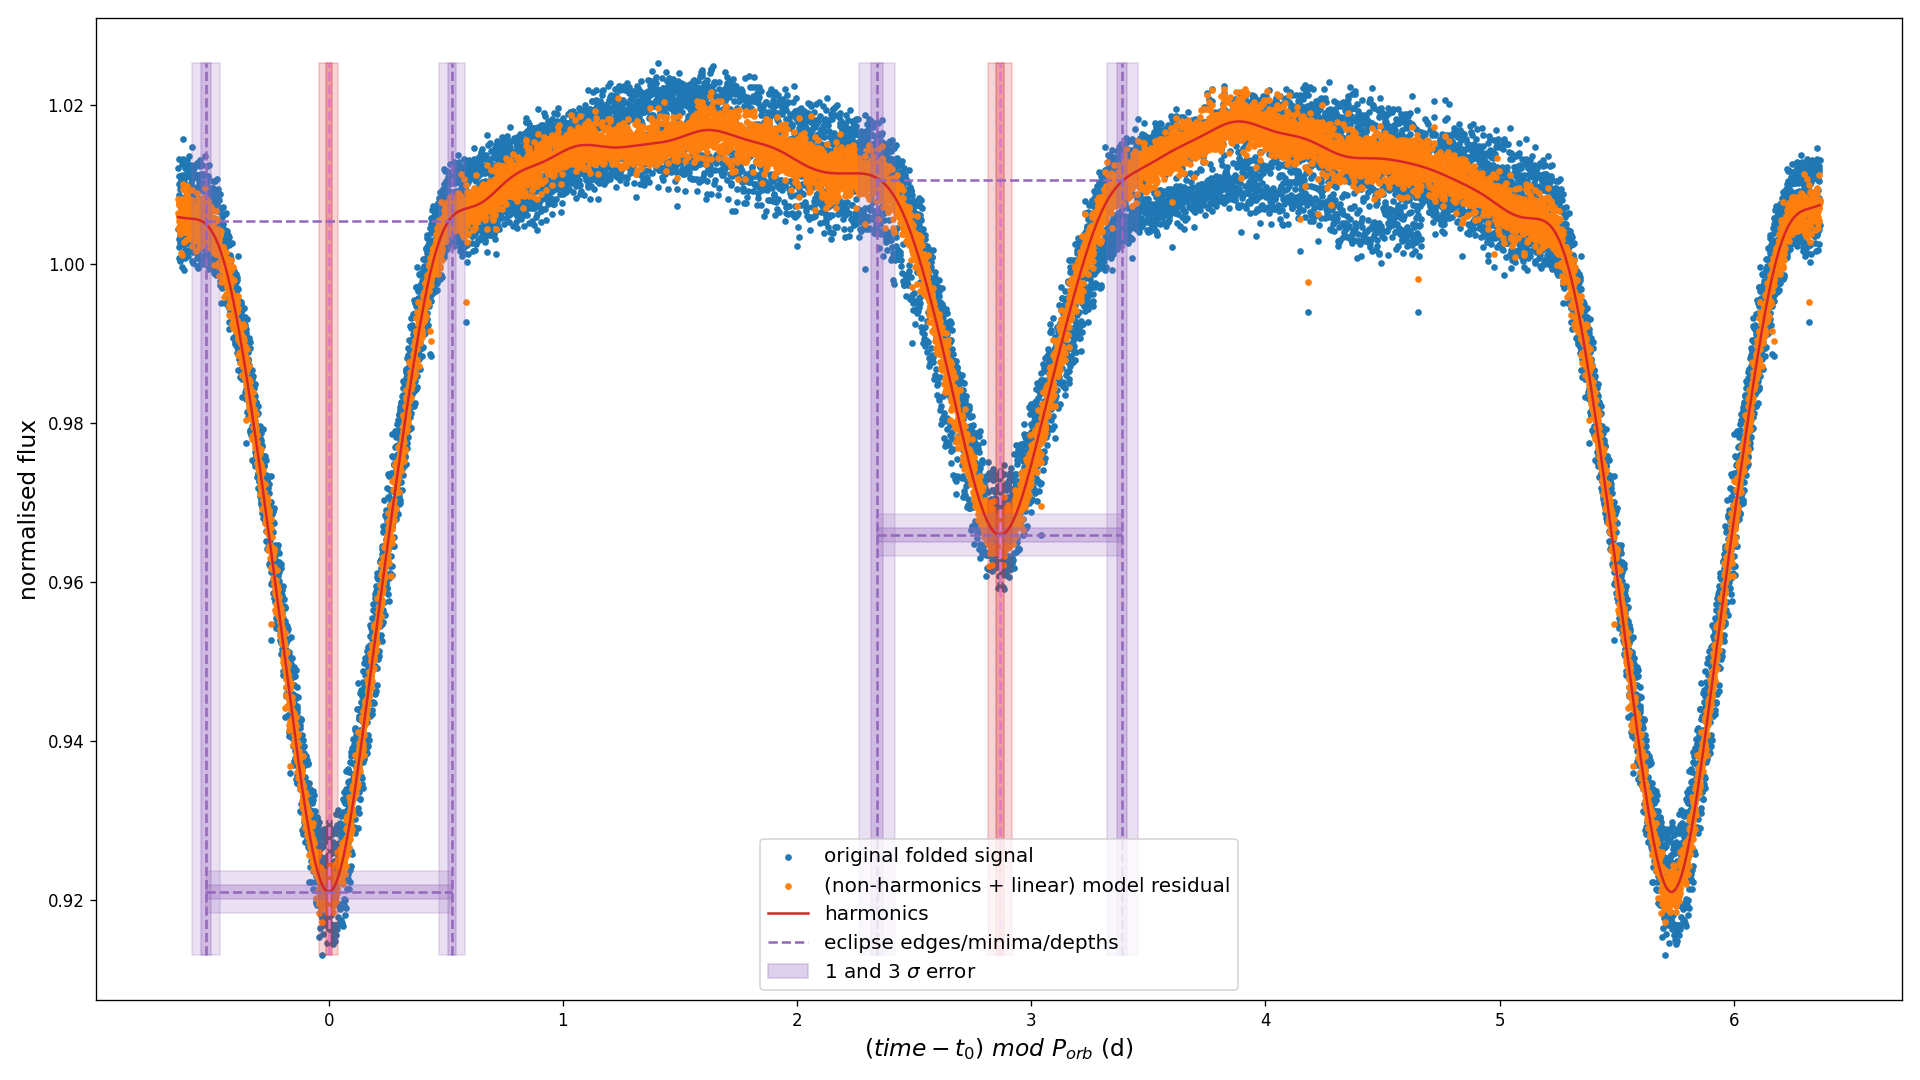 normalised flux
1.02
1.00
0.98
0.96
0.94
0.92
original folded signal
(non-harmonics + linear) model residual
harmonics
eclipse edges/minima/depths
1 and 3 σ error
0 1 2 3 4 5 6
(time − t₀) mod P_orb (d)